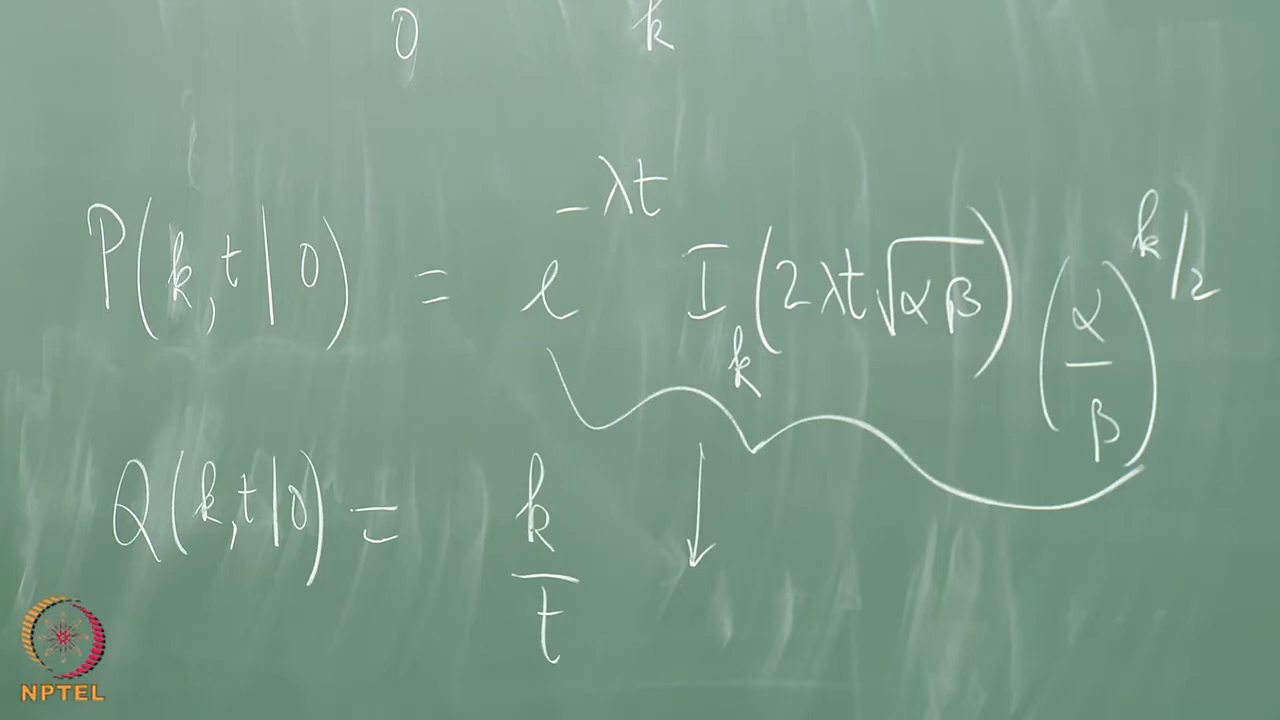 0 k
P(k,t|0) = e^{-λt} I_k(2λt√αβ) (α/β)^{k/2}
Q(k,t|0) = k/t ↓
NPTEL